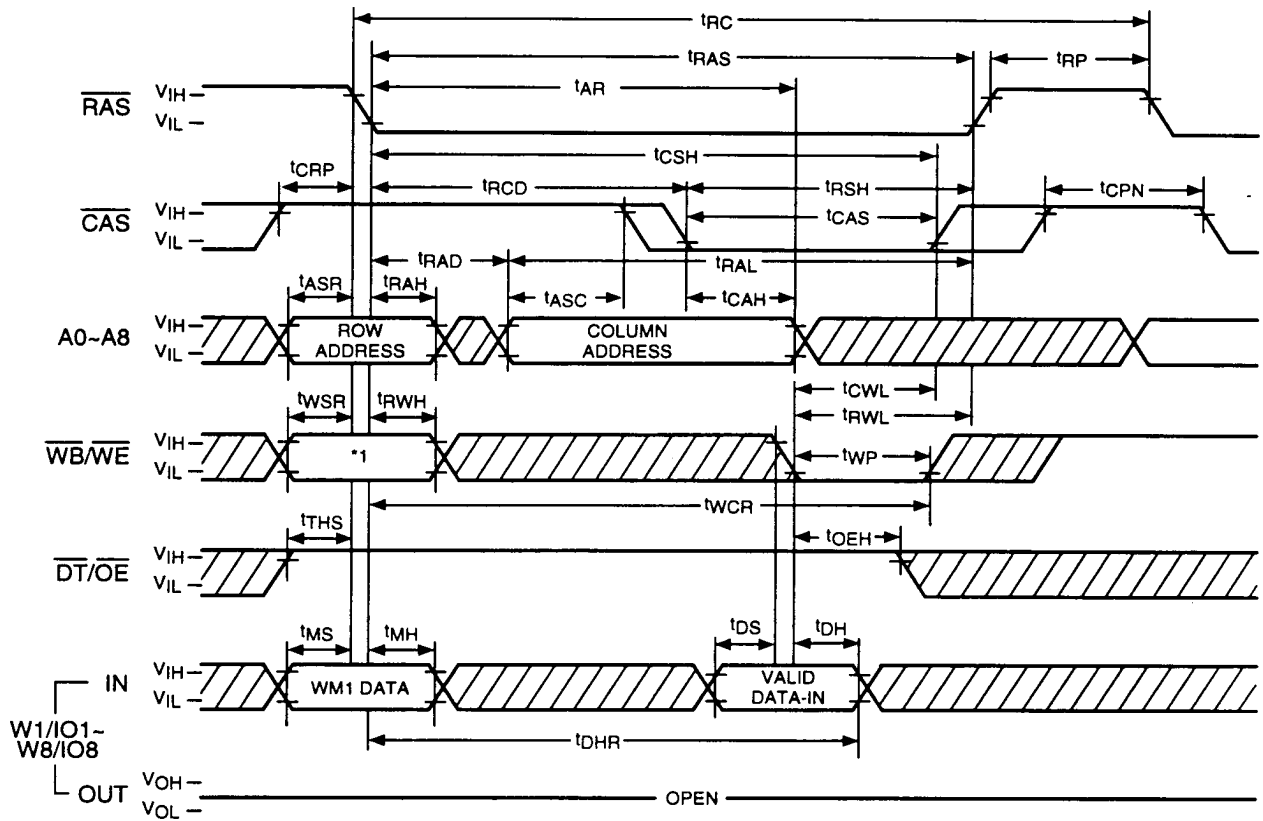 tRC
tRAS
tRP
tAR
RAS
VIH
VIL
tCSH
tCRP
tRCD
tRSH
tCPN
CAS
VIH
VIL
tCAS
tRAD
tRAL
tASR
tRAH
tASC
tCAH
A0~A8
VIH
VIL
ROW
ADDRESS
COLUMN
ADDRESS
tCWL
tWSR
tRWH
tRWL
WB/WE
VIH
VIL
*1
tWP
tWCR
tTHS
tOEH
DT/OE
VIH
VIL
tMS
tMH
tDS
tDH
IN
VIH
VIL
WM1 DATA
VALID
DATA-IN
W1/IO1~
W8/IO8
tDHR
OUT
VOH
VOL
OPEN